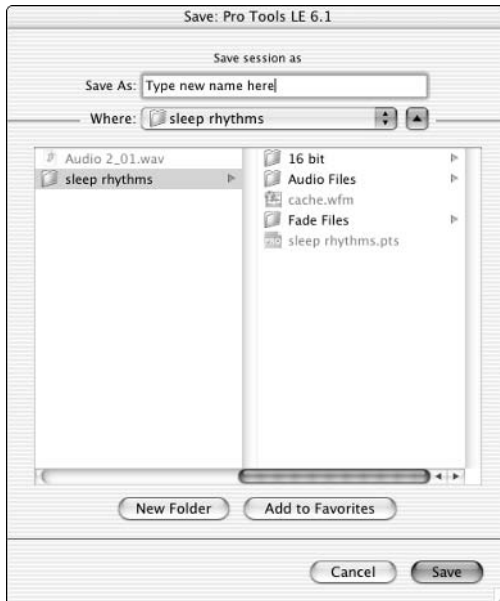 Save: Pro Tools LE 6.1
Save session as
Save As: Type new name here
Where: sleep rhythms
Audio 2_01.wav
sleep rhythms
16 bit
Audio Files
cache.wfm
Fade Files
sleep rhythms.pts
New Folder
Add to Favorites
Cancel
Save